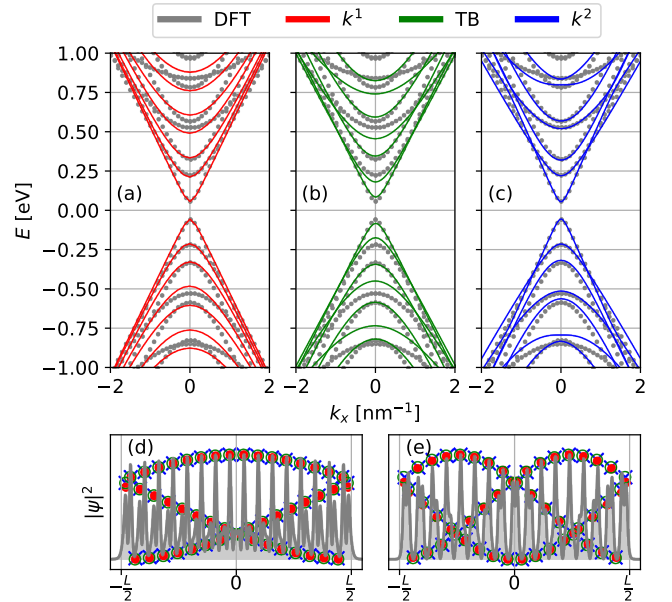 DFT k¹ TB k²
1.00
0.75
0.50
0.25
0.00
−0.25
−0.50
−0.75
−1.00
E [eV]
(a) (b) (c)
−2 0 2 −2 0 2 −2 0 2
kₓ [nm⁻¹]
(d) (e)
|ψ|²
−L/2 0 L/2 −L/2 0 L/2